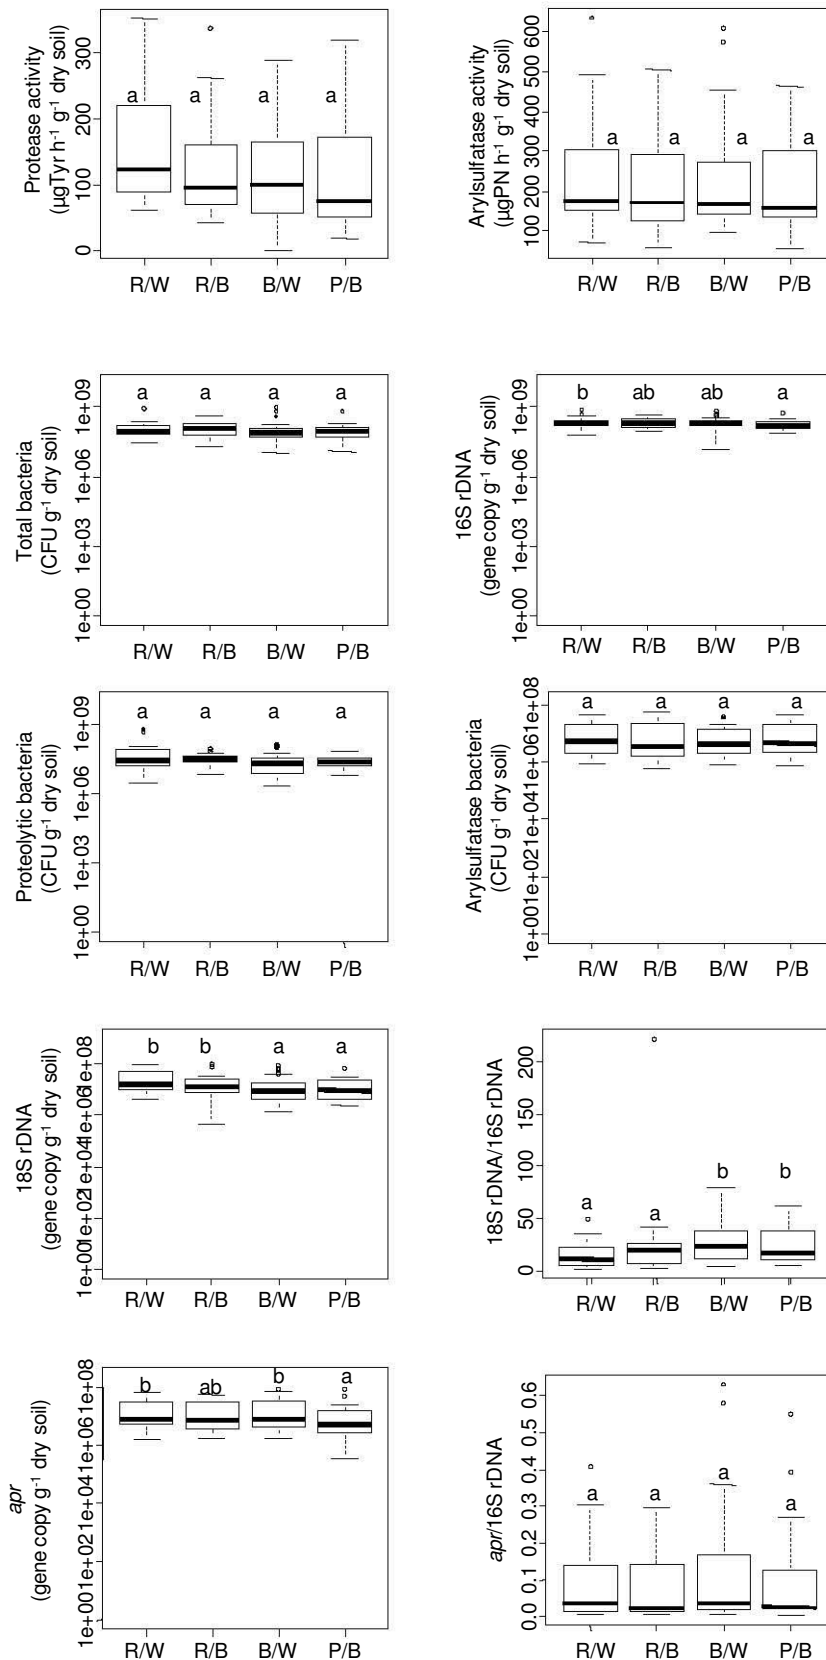 Protease activity
(µgTyr h-1 g-1 dry soil)
0 100 200 300
a a a a
R/W R/B B/W P/B
Arylsulfatase activity
(µgPN h-1 g-1 dry soil)
100 200 300 400 500 600
a a a a
R/W R/B B/W P/B
Total bacteria
(CFU g-1 dry soil)
1e+00 1e+03 1e+06 1e+09
a a a a
R/W R/B B/W P/B
16S rDNA
(gene copy g-1 dry soil)
1e+00 1e+03 1e+06 1e+09
b ab ab a
R/W R/B B/W P/B
Proteolytic bacteria
(CFU g-1 dry soil)
1e+00 1e+03 1e+06 1e+09
a a a a
R/W R/B B/W P/B
Arylsulfatase bacteria
(CFU g-1 dry soil)
1e+001e+021e+041e+061e+08
a a a a
R/W R/B B/W P/B
18S rDNA
(gene copy g-1 dry soil)
1e+001e+021e+041e+061e+08
b b a a
R/W R/B B/W P/B
18S rDNA/16S rDNA
0 50 100 150 200
a a b b
R/W R/B B/W P/B
apr
(gene copy g-1 dry soil)
1e+001e+021e+041e+061e+08
b ab b a
R/W R/B B/W P/B
apr/16S rDNA
0.0 0.1 0.2 0.3 0.4 0.5 0.6
a a a a
R/W R/B B/W P/B